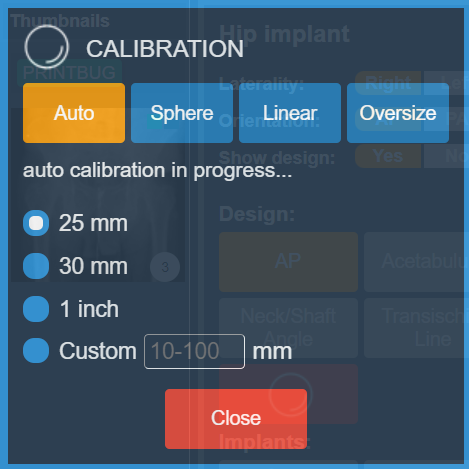 Thumbnails
Hip implant
CALIBRATION
PRINTBUG
Laterality: Right
Auto Sphere Linear Oversize
Orientation:
Show design: Yes No
auto calibration in progress...
Design:
25 mm
AP Acetabulu
30 mm
3
1 inch
Neck/Shaft Transisch
Angle Line
Custom 10-100 mm
Close
Implants: